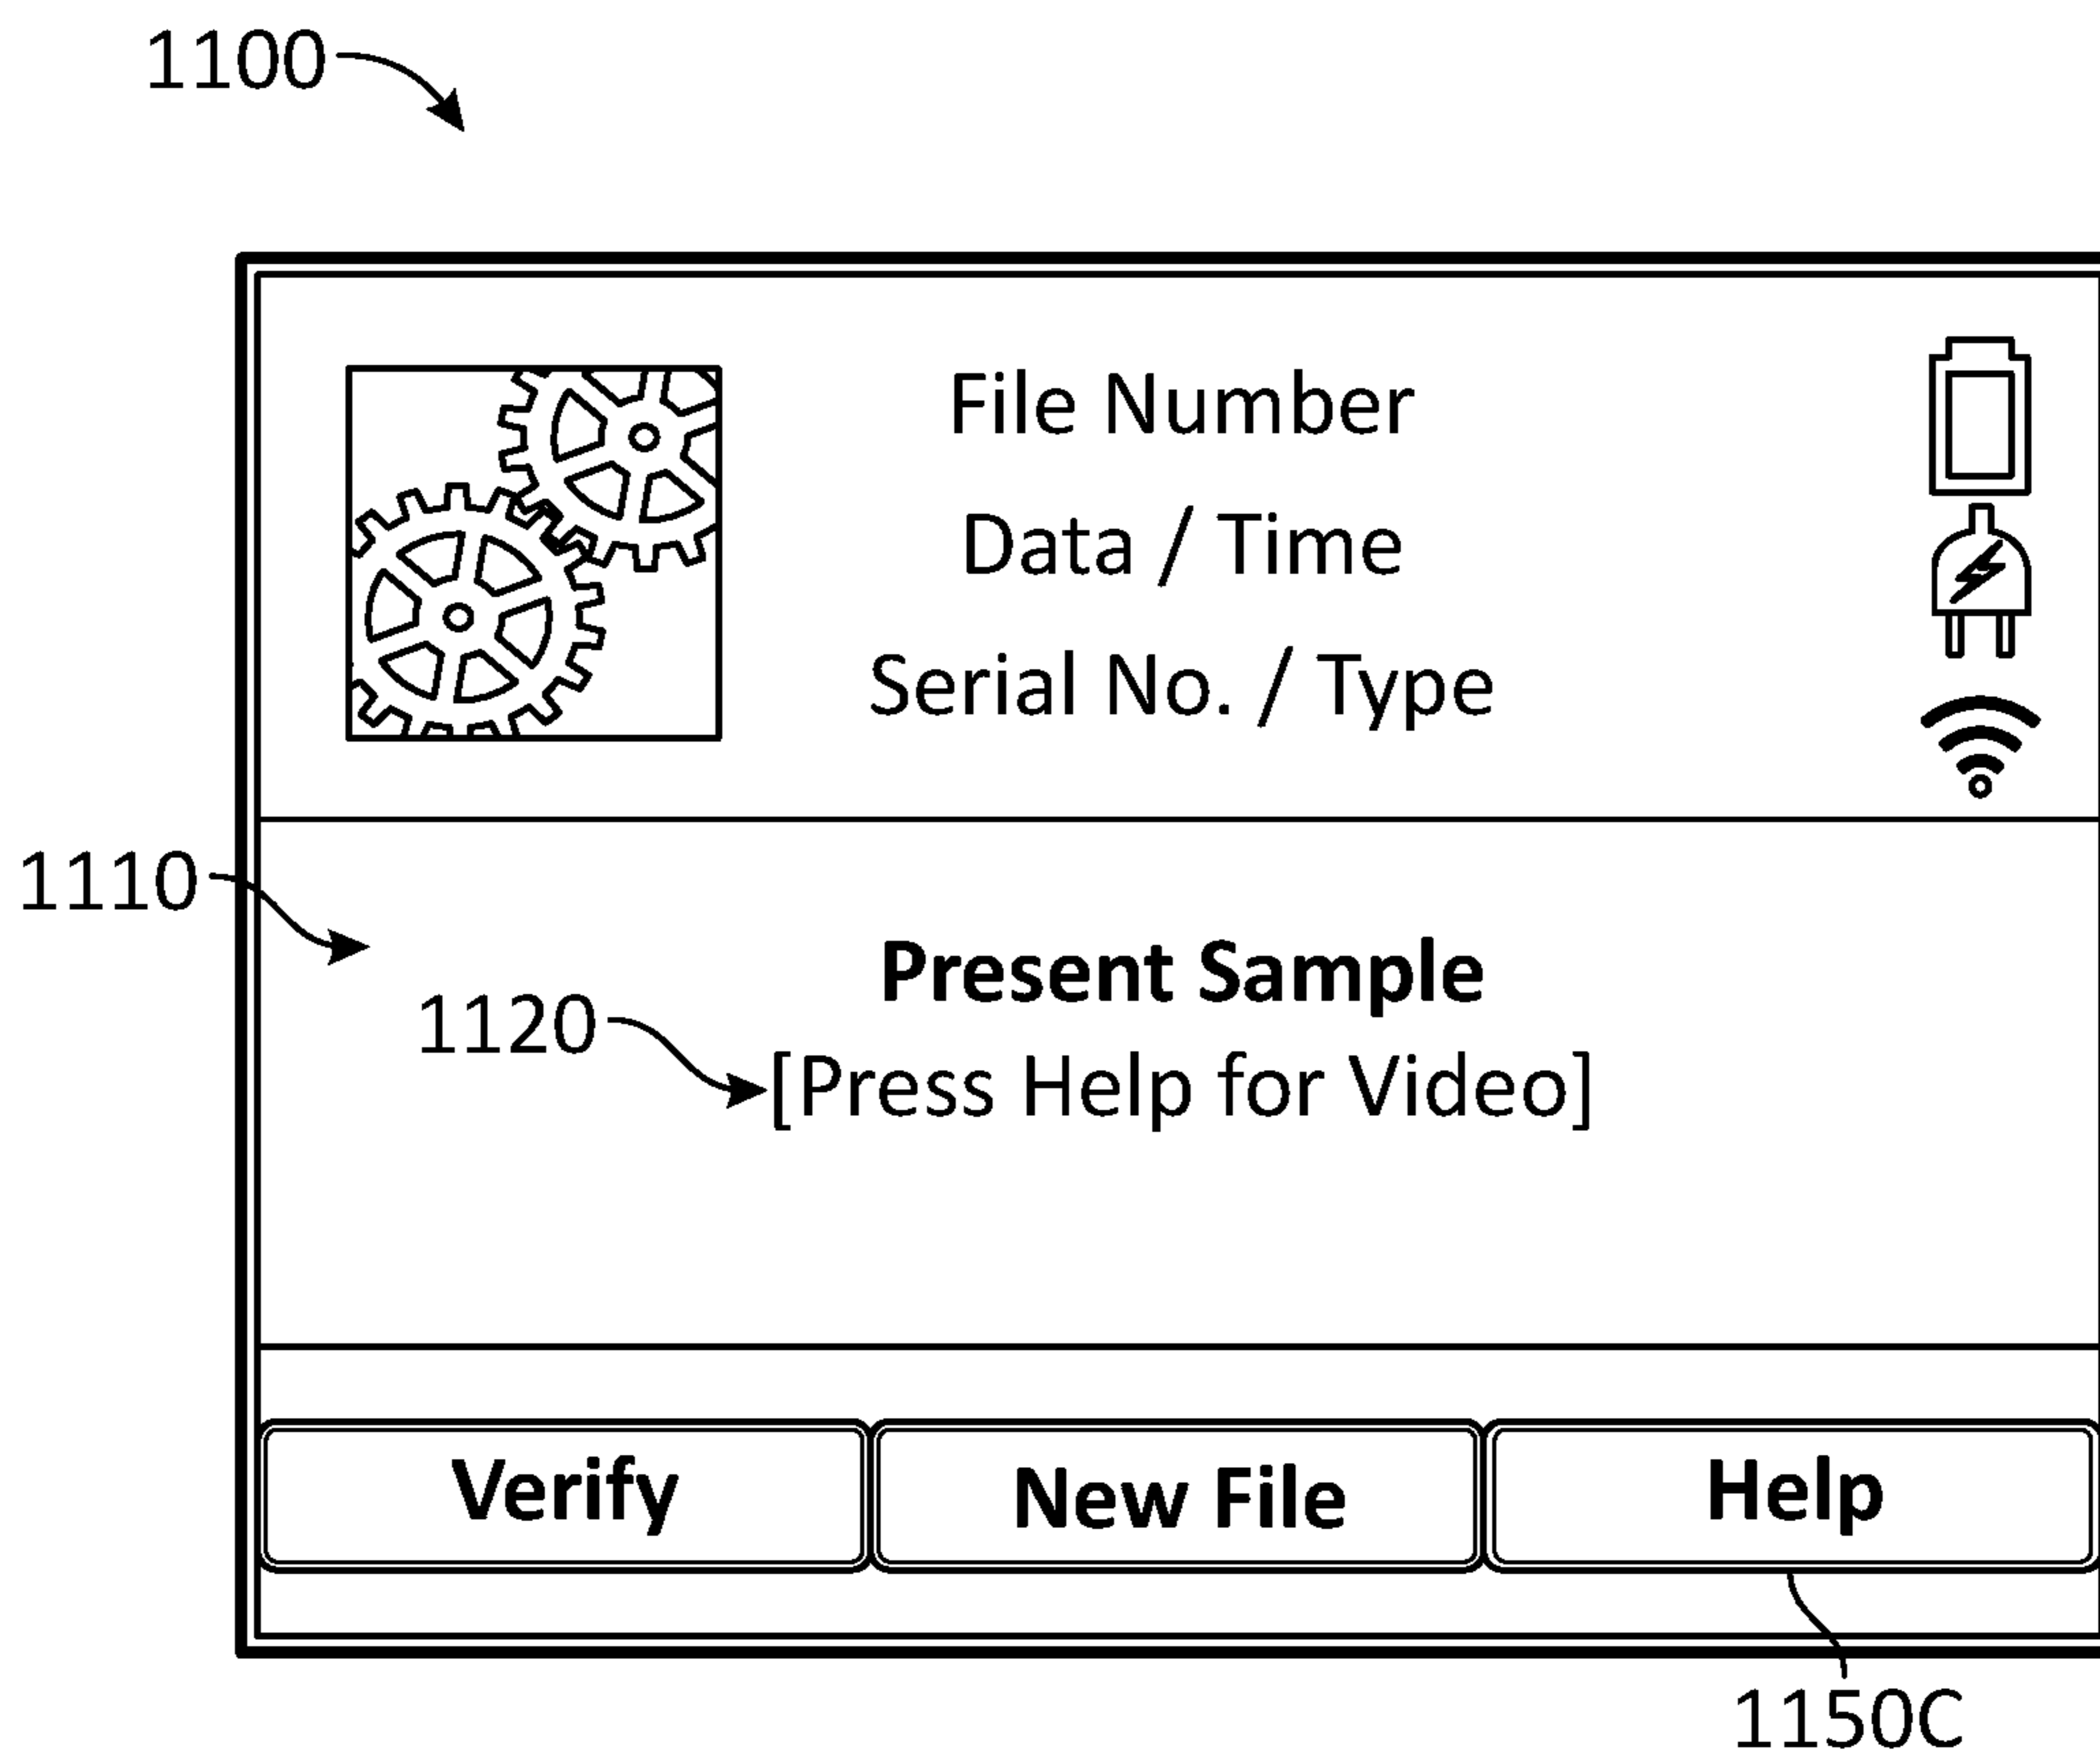 1100
File Number
Data / Time
Serial No. / Type
1110
Present Sample
1120
[Press Help for Video]
Verify
New File
Help
1150C